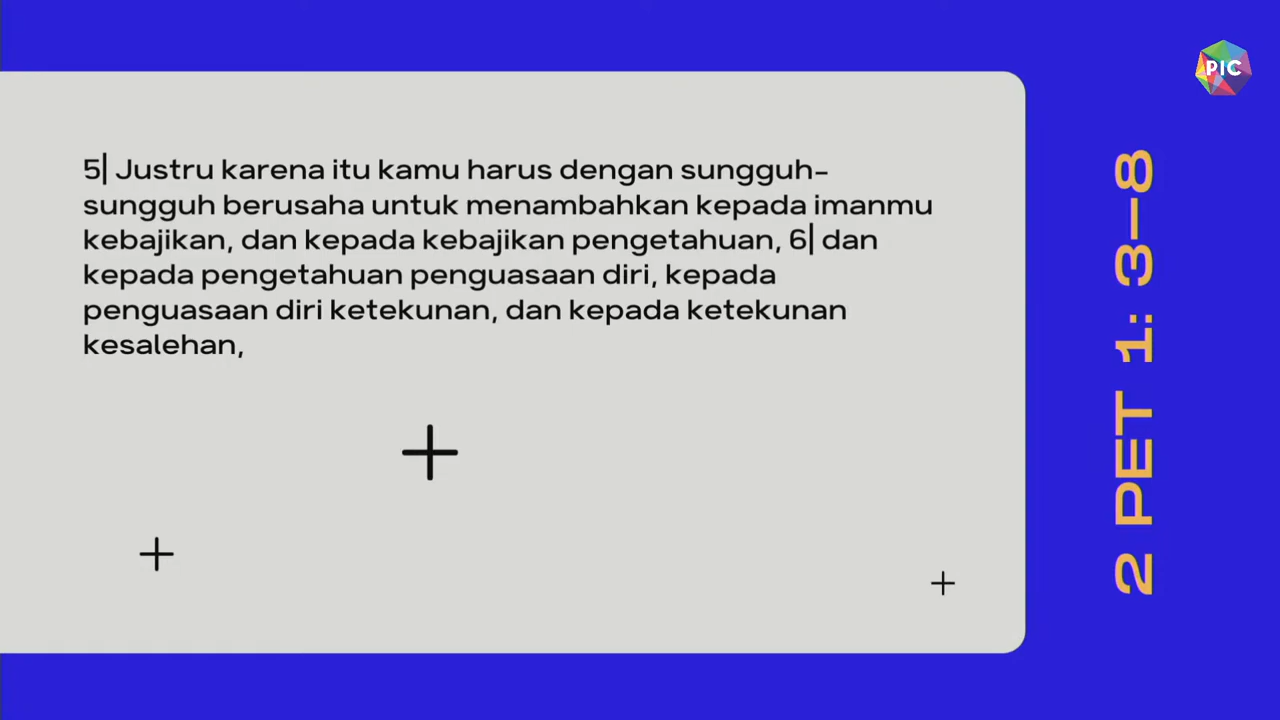 5| Justru karena itu kamu harus dengan sungguh-
sungguh berusaha untuk menambahkan kepada imanmu
kebajikan, dan kepada kebajikan pengetahuan, 6| dan
kepada pengetahuan penguasaan diri, kepada
penguasaan diri ketekunan, dan kepada ketekunan
kesalehan,
2 PET 1: 3-8
PIC